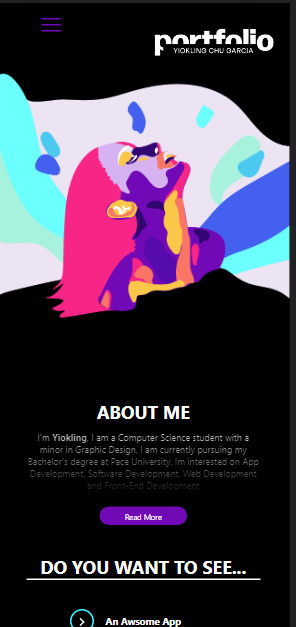 portfolio
YIOKLING CHU GARCIA
ABOUT ME
I'm Yiokling, I am a Computer Science student with a
minor in Graphic Design, I am currently pursuing my
Bachelor's degree at Pace University. Im interested on App
Development, Software Development, Web Development
and Front-End Development
Read More
DO YOU WANT TO SEE...
An Awsome App